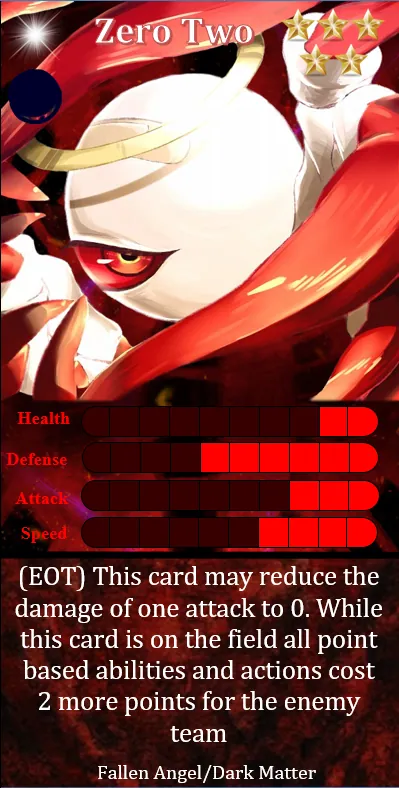 Zero Two
Health
Defense
Attack
Speed
(EOT) This card may reduce the
damage of one attack to 0. While
this card is on the field all point
based abilities and actions cost
2 more points for the enemy
team
Fallen Angel/Dark Matter